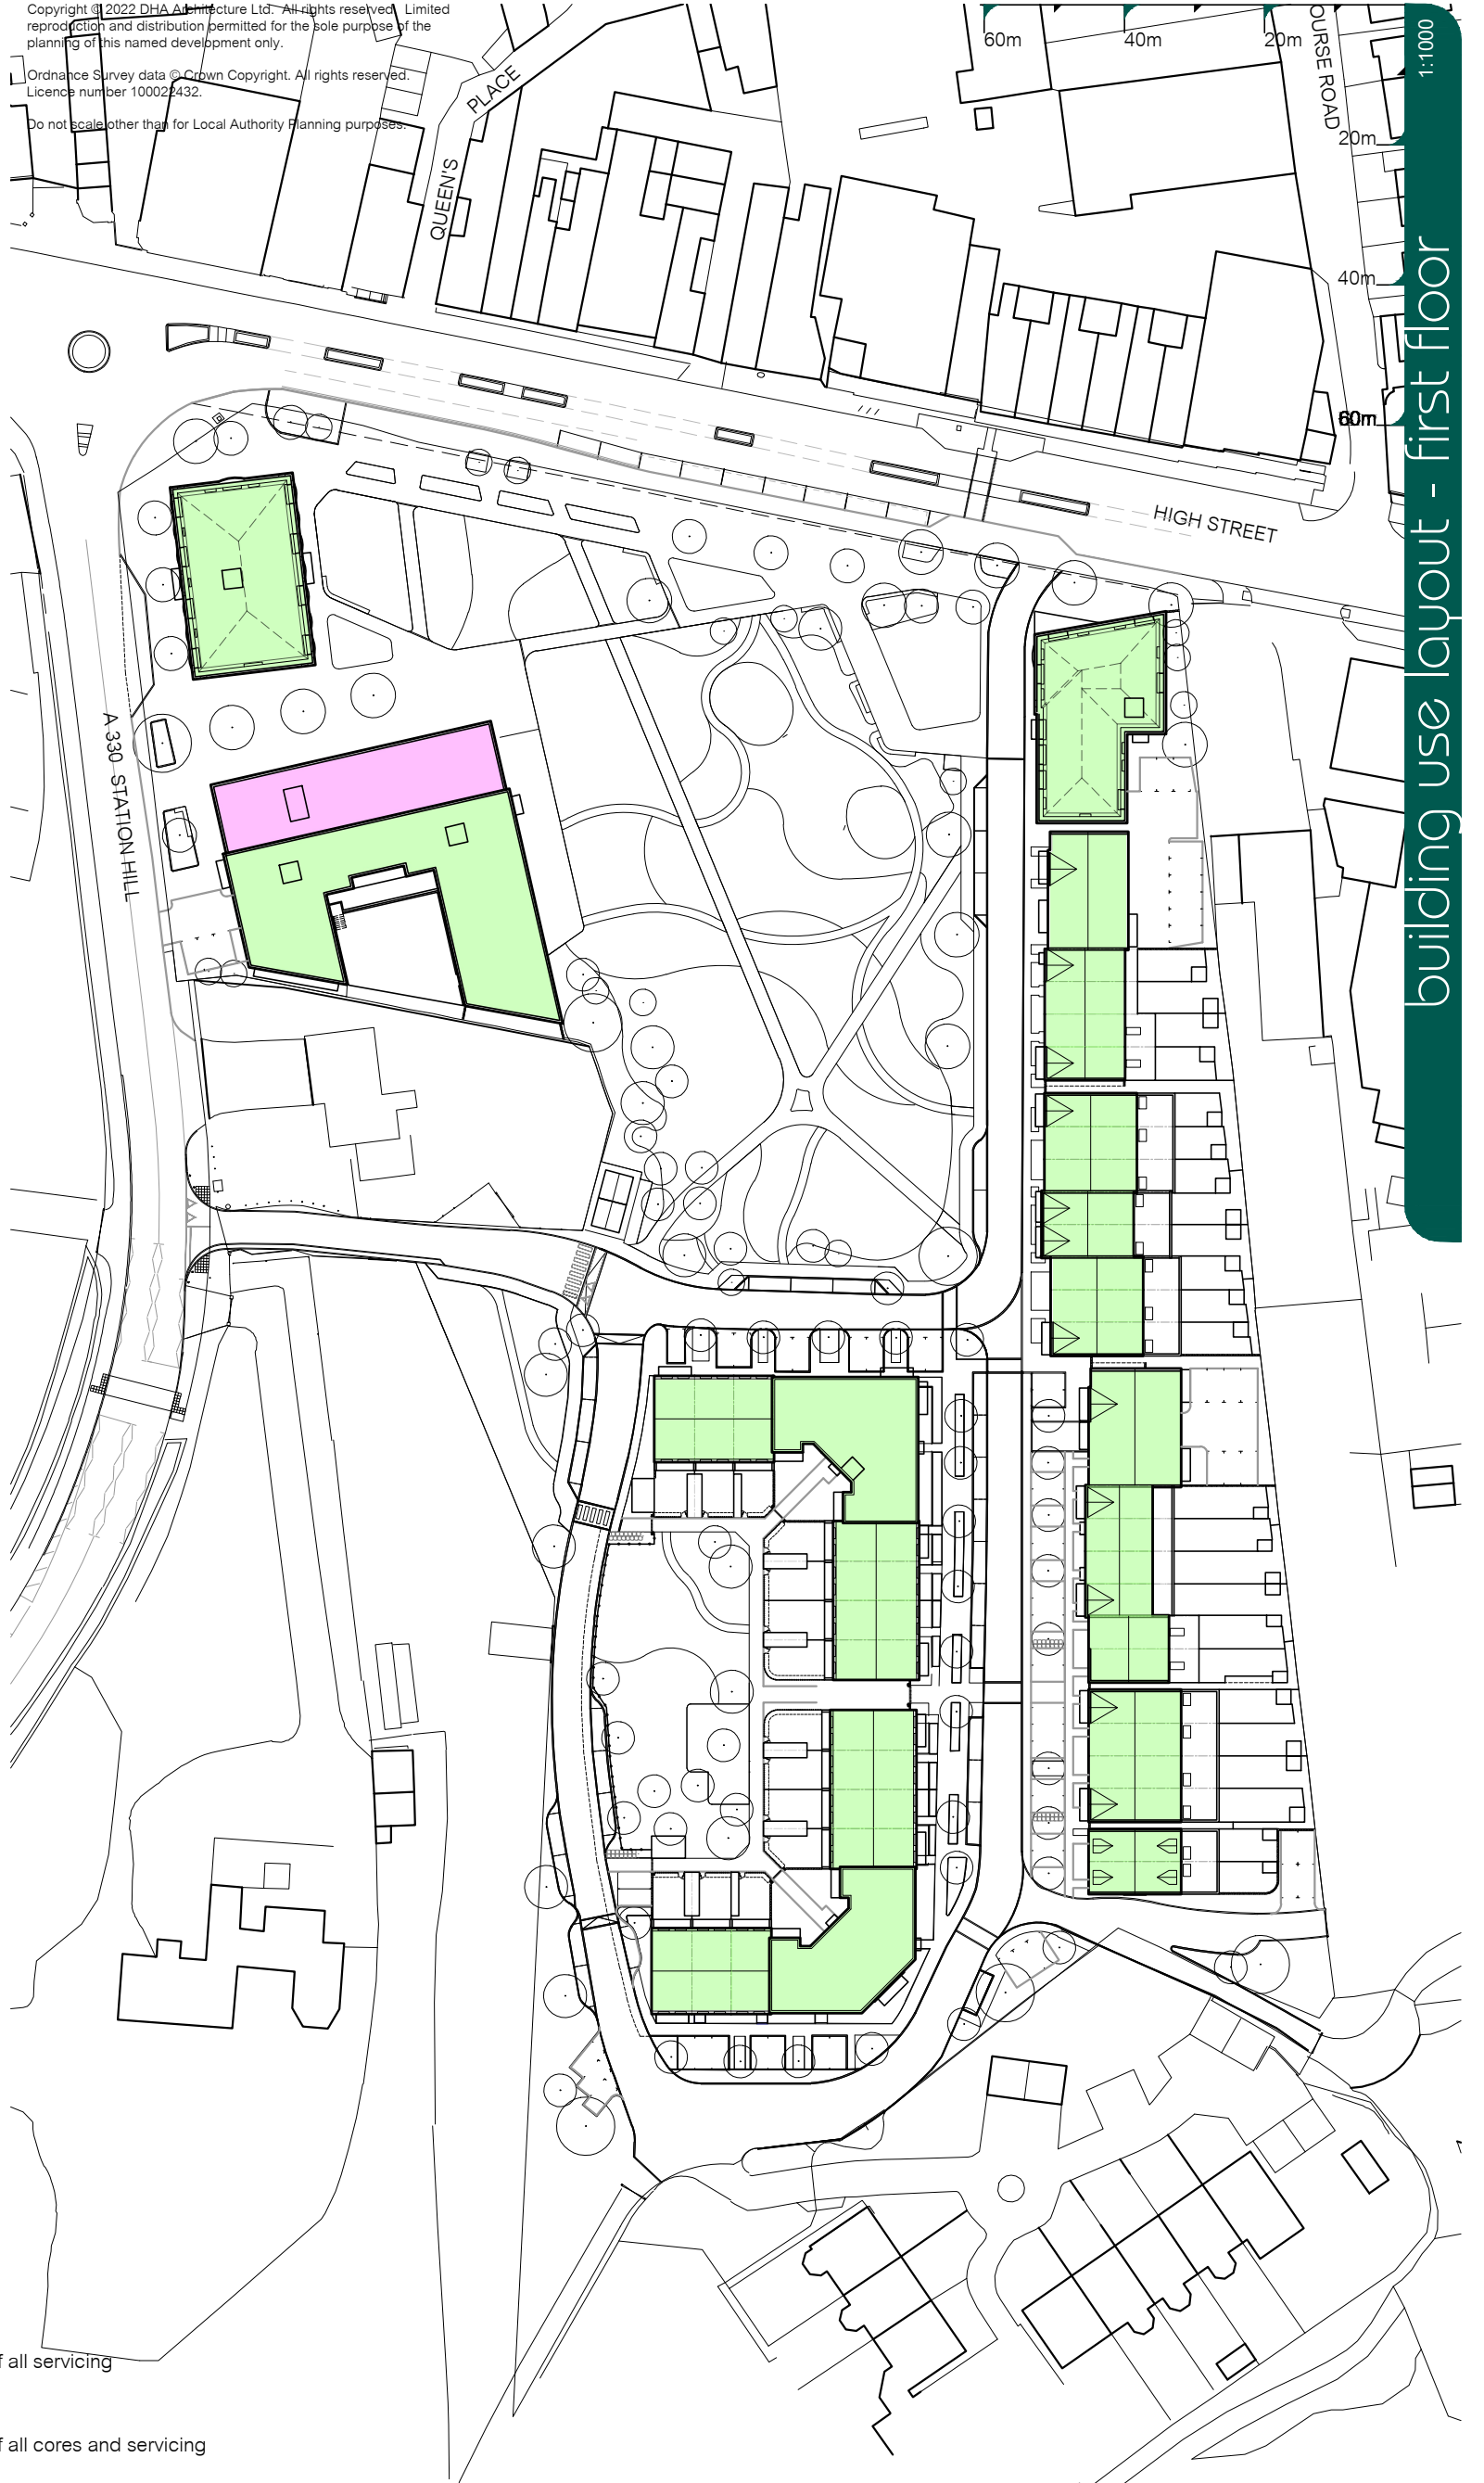 Copyright © 2022 DHA Architecture Ltd. All rights reserved. Limited
reproduction and distribution permitted for the sole purpose of the
planning of this named development only.
Ordnance Survey data © Crown Copyright. All rights reserved.
Licence number 100022432.
Do not scale other than for Local Authority Planning purposes.
60m
40m
20m
1:1000
20m
40m
60m
OURSE ROAD
QUEEN'S
PLACE
HIGH STREET
A 330 STATION HILL
building use layout - first floor
f all servicing
f all cores and servicing